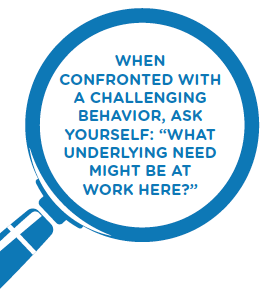 WHEN
CONFRONTED WITH
A CHALLENGING
BEHAVIOR, ASK
YOURSELF: “WHAT
UNDERLYING NEED
MIGHT BE AT
WORK HERE?”